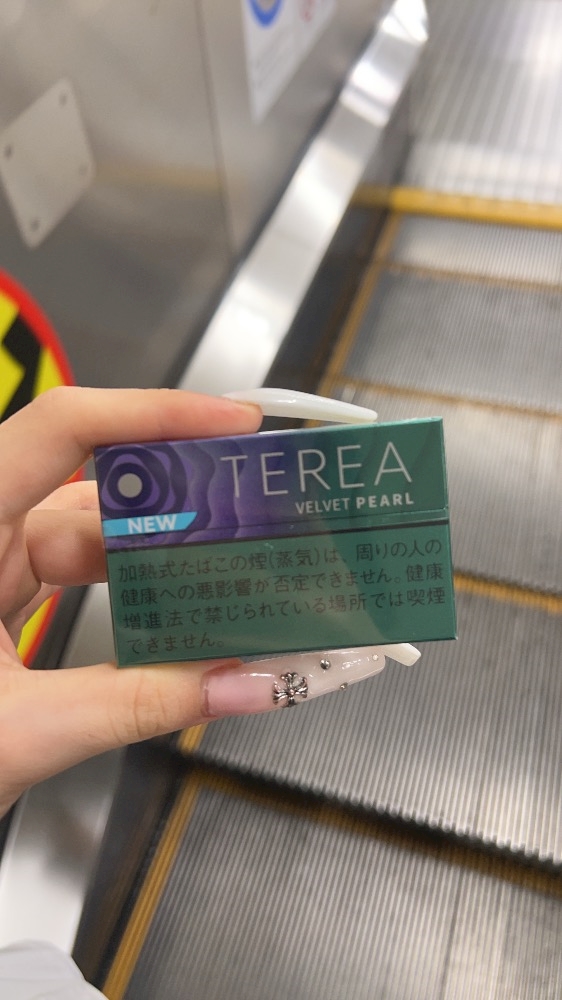 TEREA
VELVET PEARL
NEW
加熱式たばこの煙(蒸気)は、周りの人の
健康への悪影響が否定できません。健康
増進法で禁じられている場所では喫煙
できません。